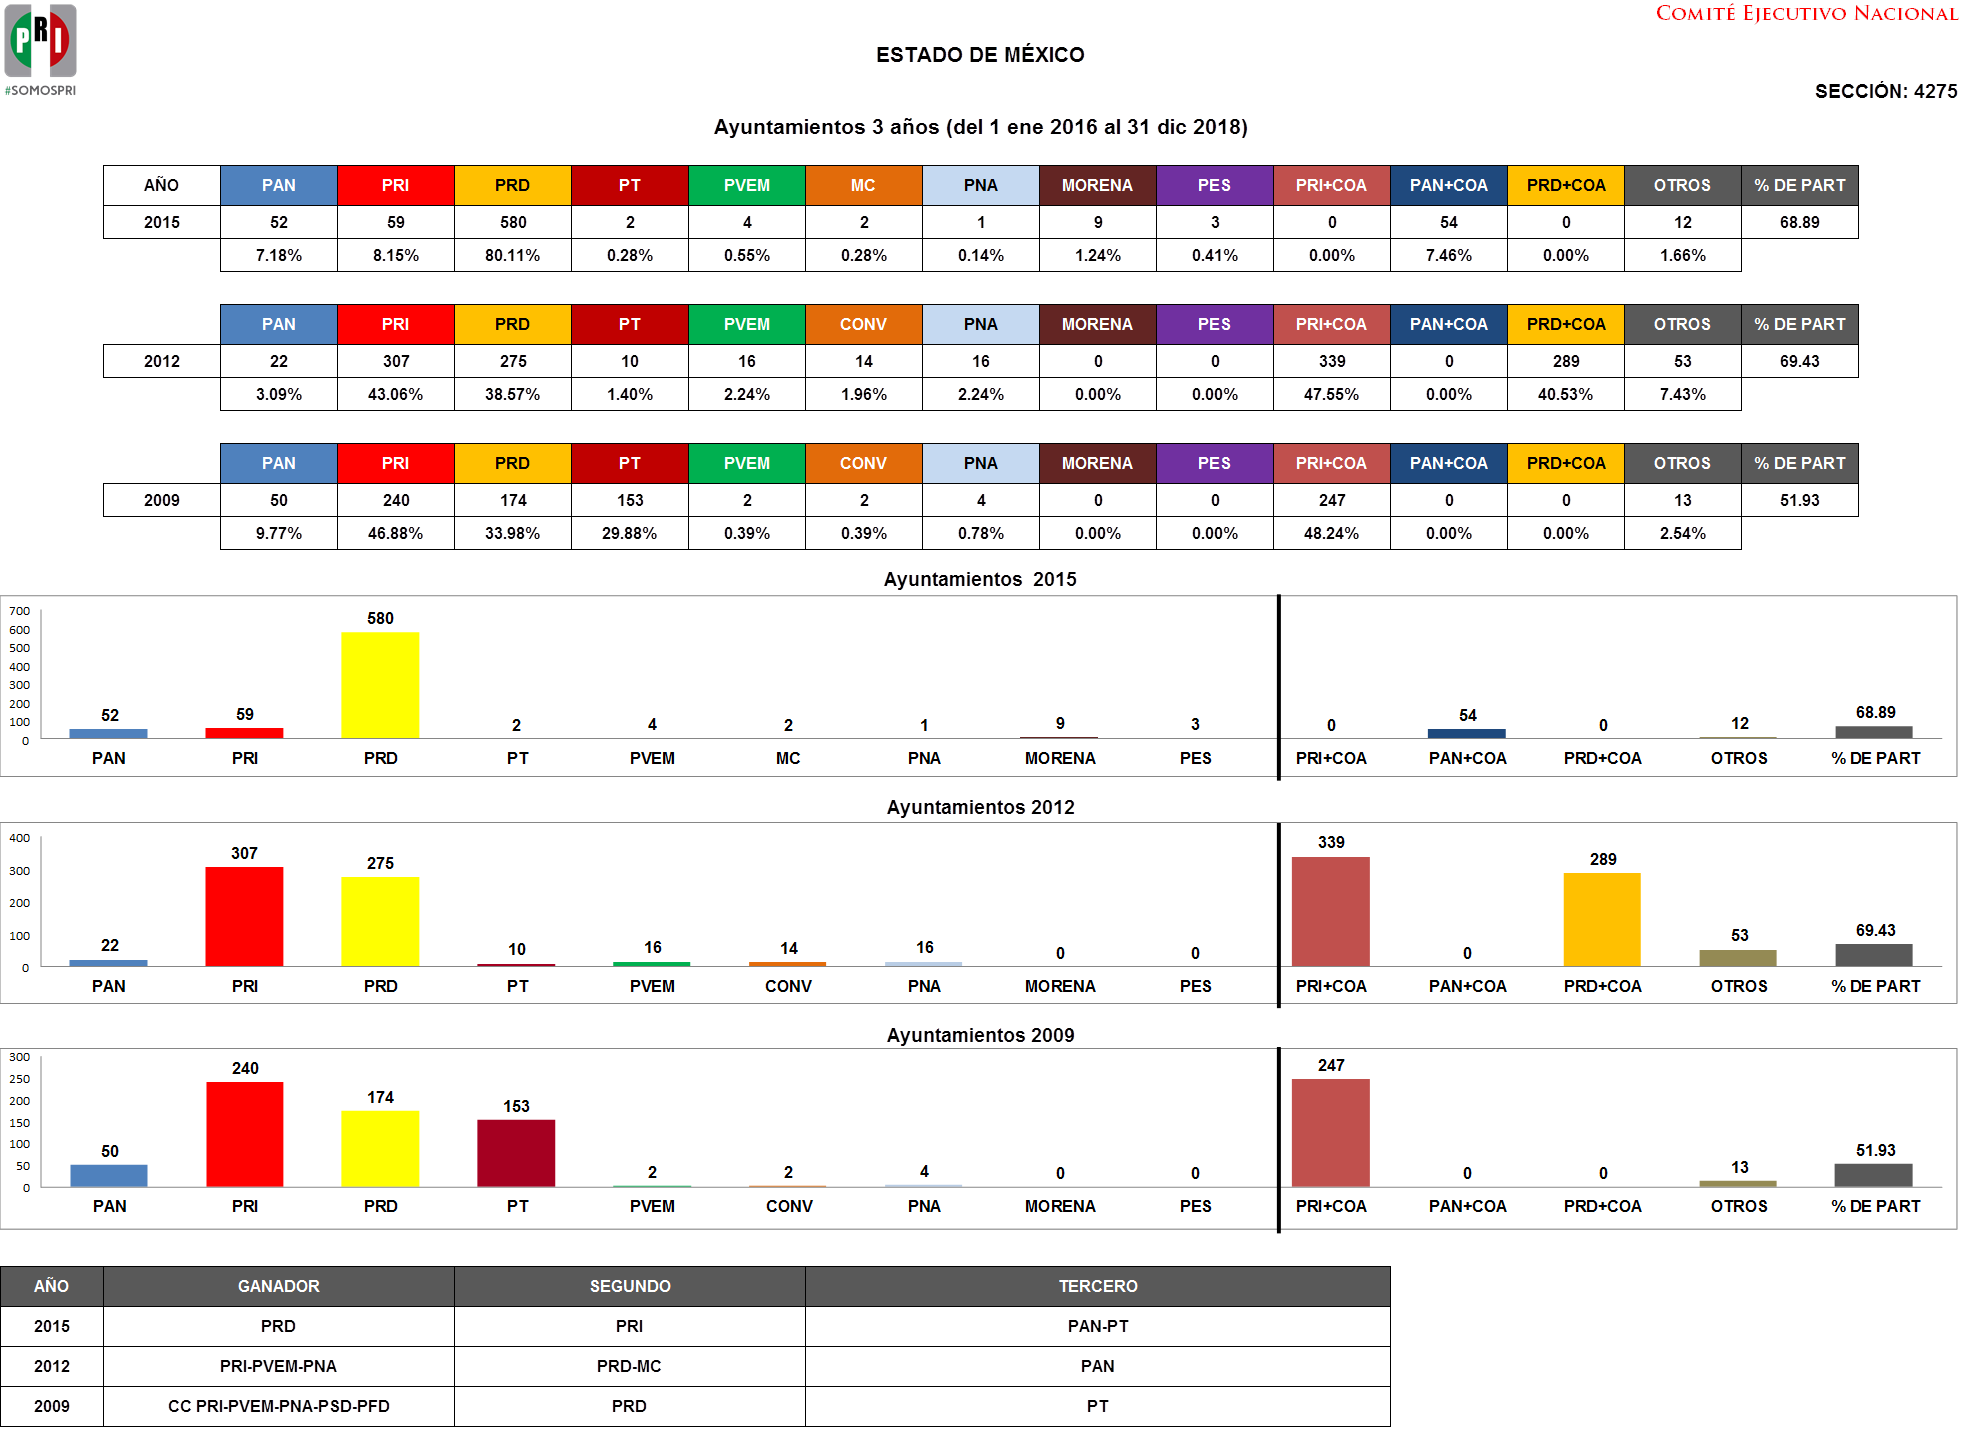 PRI
#SOMOSPRI
COMITÉ EJECUTIVO NACIONAL
ESTADO DE MÉXICO
SECCIÓN: 4275
Ayuntamientos 3 años (del 1 ene 2016 al 31 dic 2018)
AÑO PAN PRI PRD PT PVEM MC PNA MORENA PES PRI+COA PAN+COA PRD+COA OTROS % DE PART
2015 52 59 580 2 4 2 1 9 3 0 54 0 12 68.89
7.18% 8.15% 80.11% 0.28% 0.55% 0.28% 0.14% 1.24% 0.41% 0.00% 7.46% 0.00% 1.66%
PAN PRI PRD PT PVEM CONV PNA MORENA PES PRI+COA PAN+COA PRD+COA OTROS % DE PART
2012 22 307 275 10 16 14 16 0 0 339 0 289 53 69.43
3.09% 43.06% 38.57% 1.40% 2.24% 1.96% 2.24% 0.00% 0.00% 47.55% 0.00% 40.53% 7.43%
PAN PRI PRD PT PVEM CONV PNA MORENA PES PRI+COA PAN+COA PRD+COA OTROS % DE PART
2009 50 240 174 153 2 2 4 0 0 247 0 0 13 51.93
9.77% 46.88% 33.98% 29.88% 0.39% 0.39% 0.78% 0.00% 0.00% 48.24% 0.00% 0.00% 2.54%
Ayuntamientos 2015
700
600
500
400
300
200
100
0
52 59 580 2 4 2 1 9 3 0 54 0 12 68.89
PAN PRI PRD PT PVEM MC PNA MORENA PES PRI+COA PAN+COA PRD+COA OTROS % DE PART
Ayuntamientos 2012
400
300
200
100
0
22 307 275 10 16 14 16 0 0 339 0 289 53 69.43
PAN PRI PRD PT PVEM CONV PNA MORENA PES PRI+COA PAN+COA PRD+COA OTROS % DE PART
Ayuntamientos 2009
300
250
200
150
100
50
0
50 240 174 153 2 2 4 0 0 247 0 0 13 51.93
PAN PRI PRD PT PVEM CONV PNA MORENA PES PRI+COA PAN+COA PRD+COA OTROS % DE PART
AÑO GANADOR SEGUNDO TERCERO
2015 PRD PRI PAN-PT
2012 PRI-PVEM-PNA PRD-MC PAN
2009 CC PRI-PVEM-PNA-PSD-PFD PRD PT